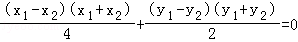 (x₁-x₂)(x₁+x₂)/4 + (y₁-y₂)(y₁+y₂)/2 =0